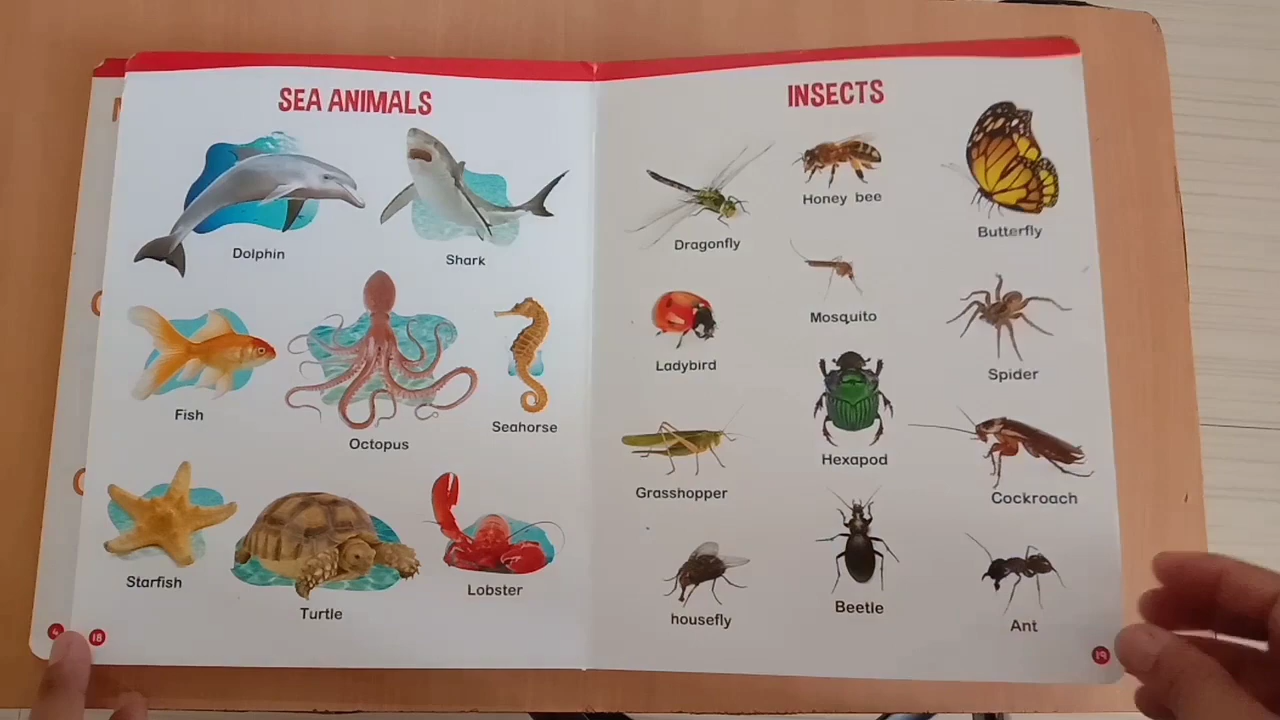 SEA ANIMALS
Dolphin
Shark
Fish
Octopus
Seahorse
Starfish
Turtle
Lobster
18
INSECTS
Dragonfly
Honey bee
Butterfly
Ladybird
Mosquito
Spider
Grasshopper
Hexapod
Cockroach
housefly
Beetle
Ant
19